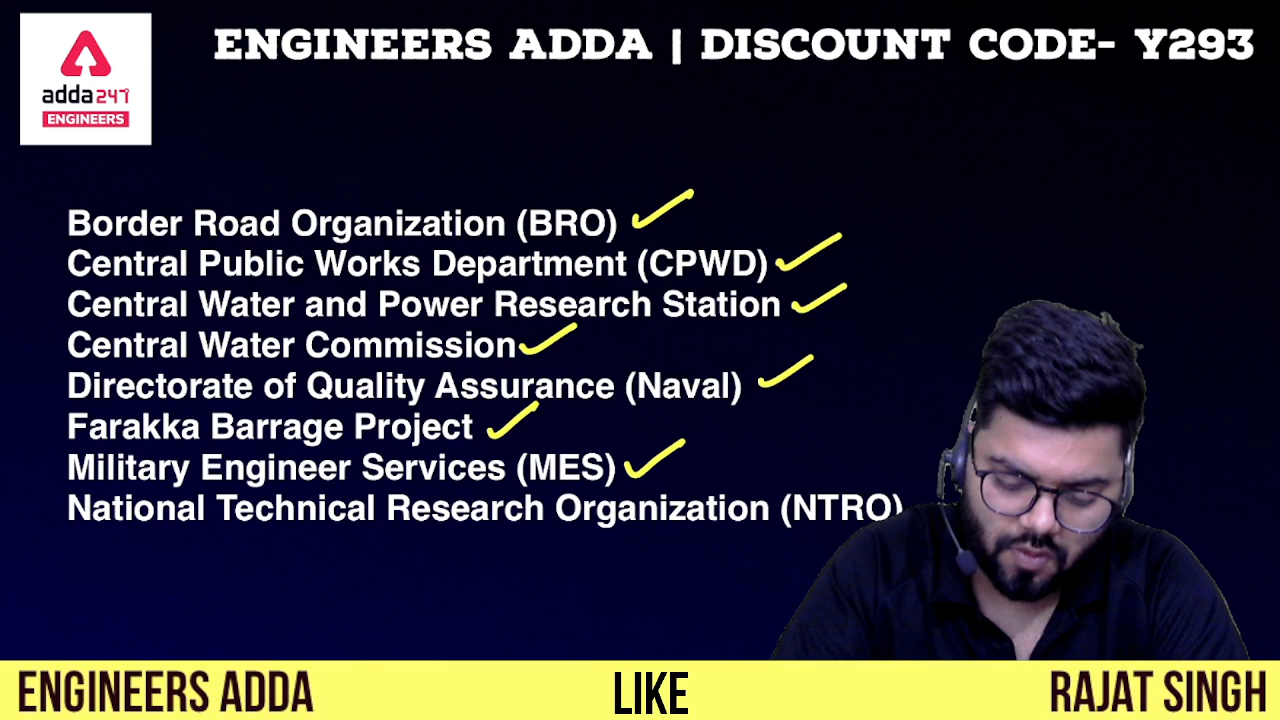 ENGINEERS ADDA | DISCOUNT CODE- Y293
adda247
ENGINEERS
Border Road Organization (BRO)
Central Public Works Department (CPWD)
Central Water and Power Research Station
Central Water Commission
Directorate of Quality Assurance (Naval)
Farakka Barrage Project
Military Engineer Services (MES)
National Technical Research Organization (NTRO)
ENGINEERS ADDA
LIKE
RAJAT SINGH